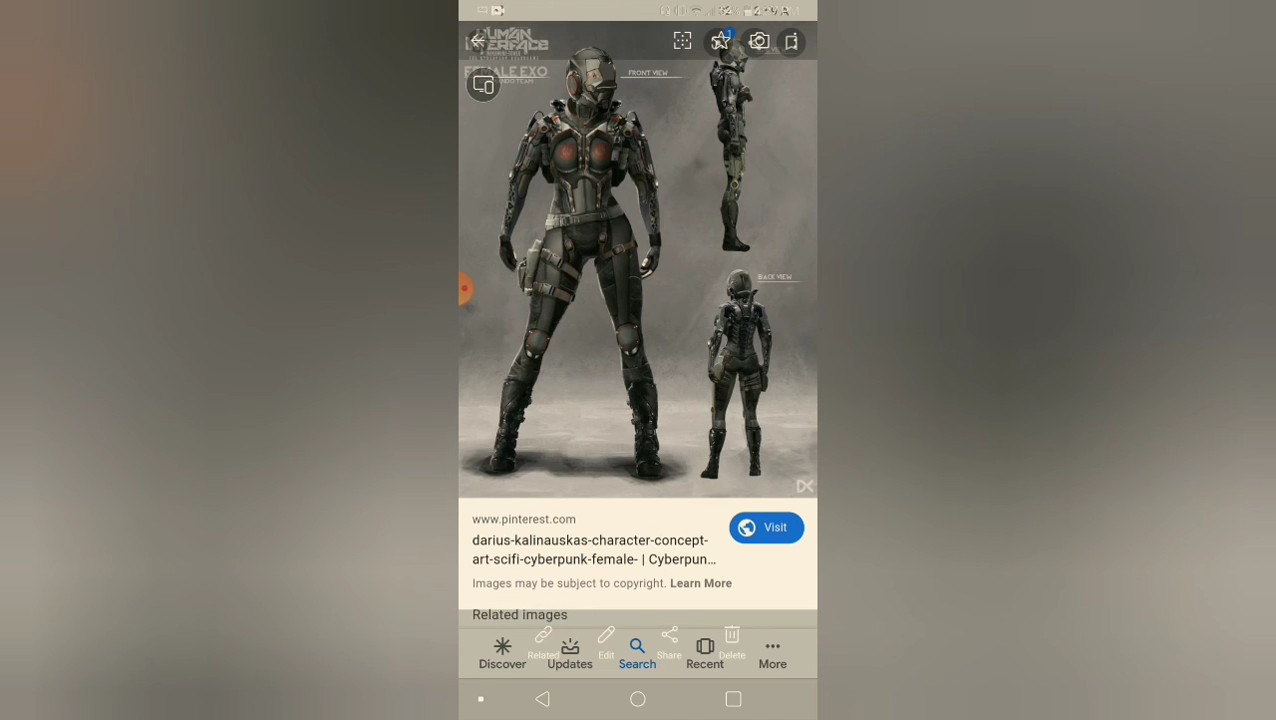 HUMAN
INTERFACE
FEMALE EXO
FRONT VIEW
BACK VIEW
www.pinterest.com
Visit
darius-kalinauskas-character-concept-
art-scifi-cyberpunk-female- | Cyberpun...
Images may be subject to copyright. Learn More
Related images
Related Edit Share Delete
Discover Updates Search Recent More